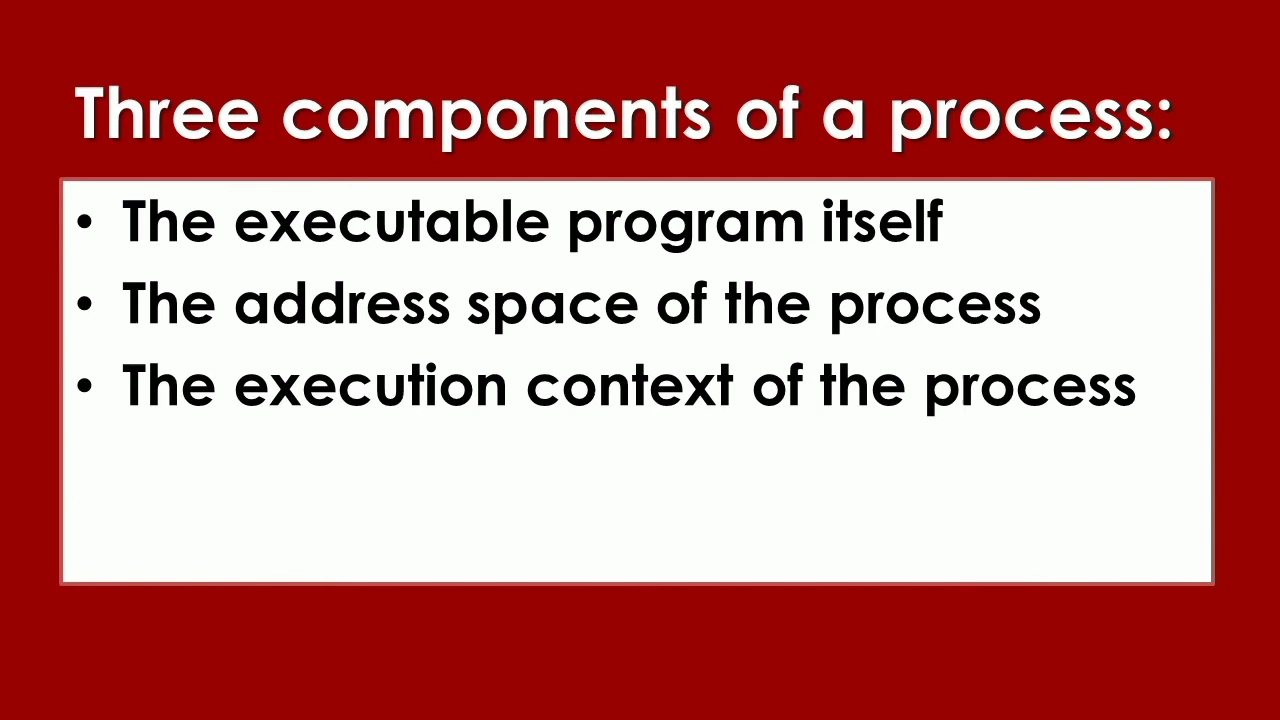 Three components of a process:
• The executable program itself
• The address space of the process
• The execution context of the process